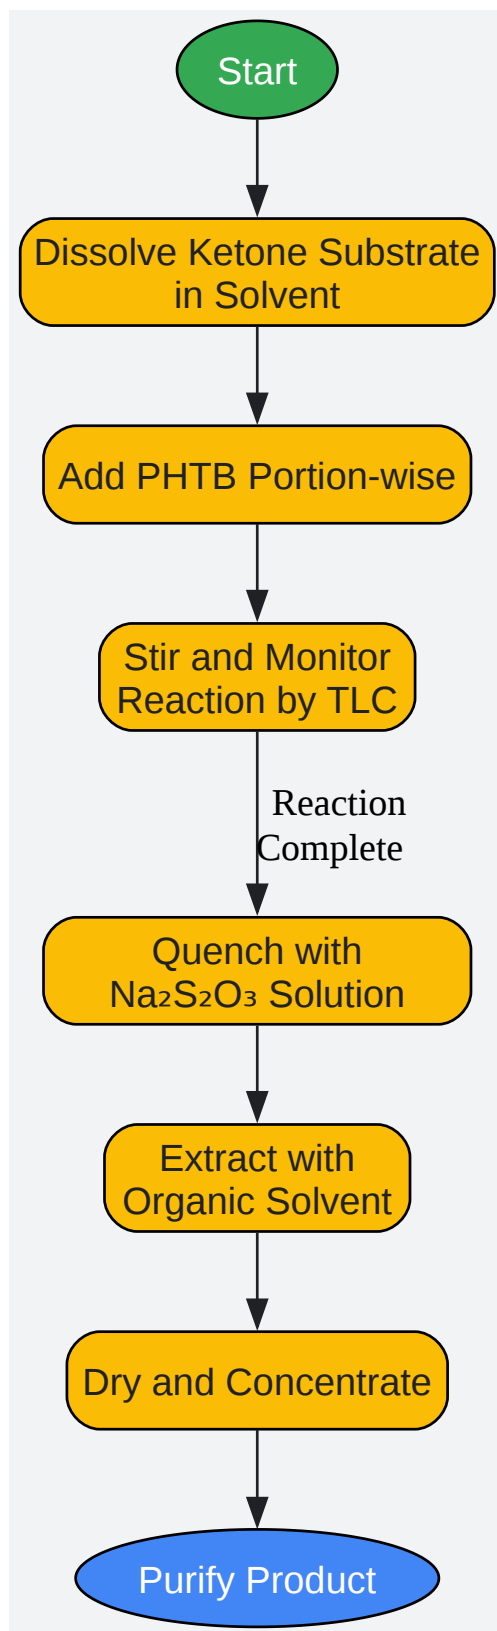 Start
Dissolve Ketone Substrate
in Solvent
Add PHTB Portion-wise
Stir and Monitor
Reaction by TLC
Reaction
Complete
Quench with
Na₂S₂O₃ Solution
Extract with
Organic Solvent
Dry and Concentrate
Purify Product